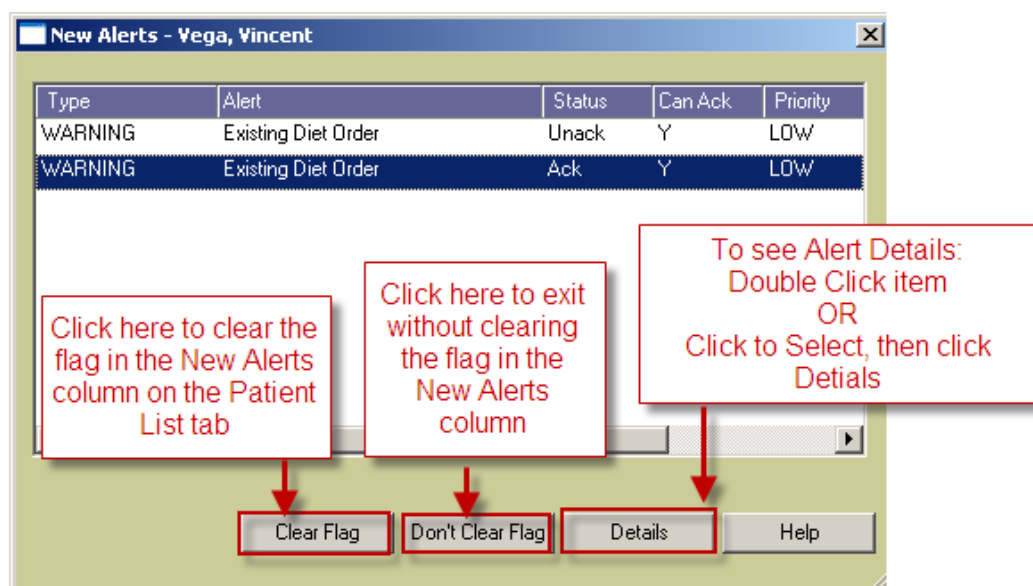 New Alerts - Vega, Vincent
Type Alert Status Can Ack Priority
WARNING Existing Diet Order Unack Y LOW
WARNING Existing Diet Order Ack Y LOW
To see Alert Details:
Double Click item
OR
Click to Select, then click
Detials
Click here to exit
without clearing
the flag in the
New Alerts
column
Click here to clear the
flag in the New Alerts
column on the Patient
List tab
Clear Flag Don't Clear Flag Details Help